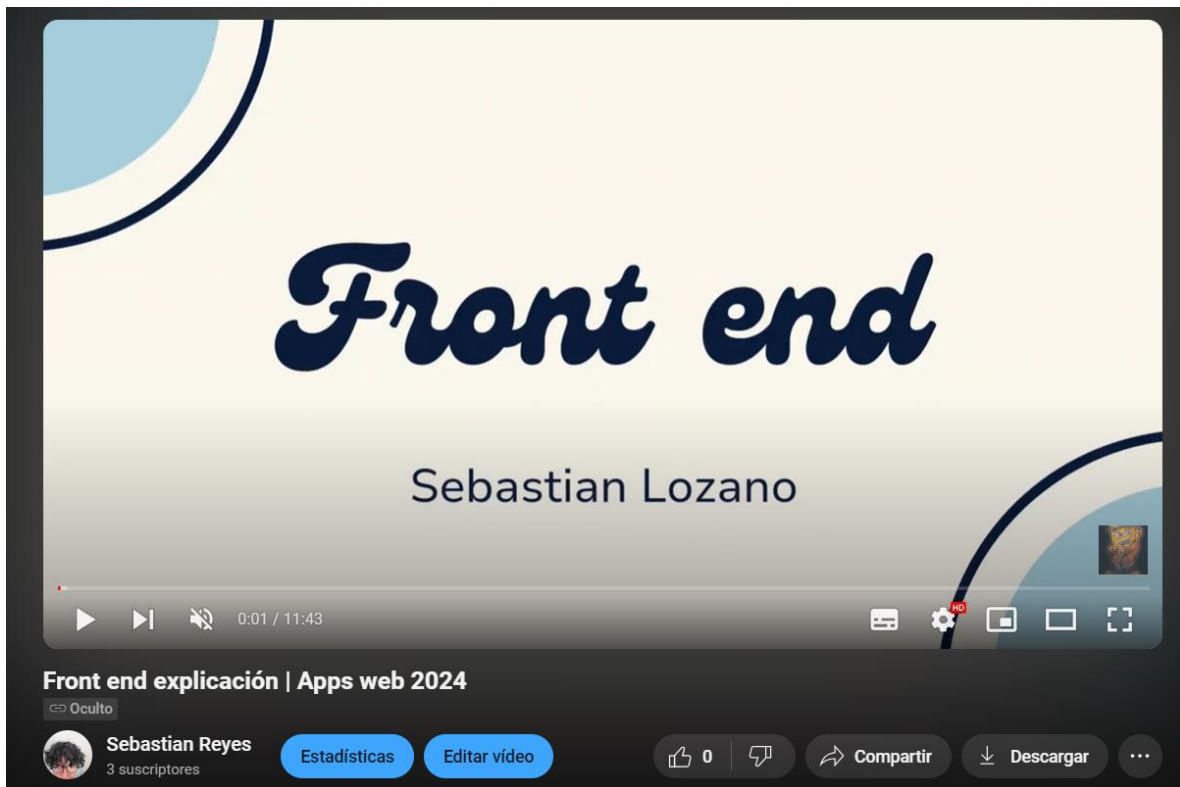 Front end
Sebastian Lozano
0:01 / 11:43
HD
Front end explicación | Apps web 2024
Oculto
Sebastian Reyes
3 suscriptores
Estadísticas
Editar vídeo
0
Compartir
Descargar